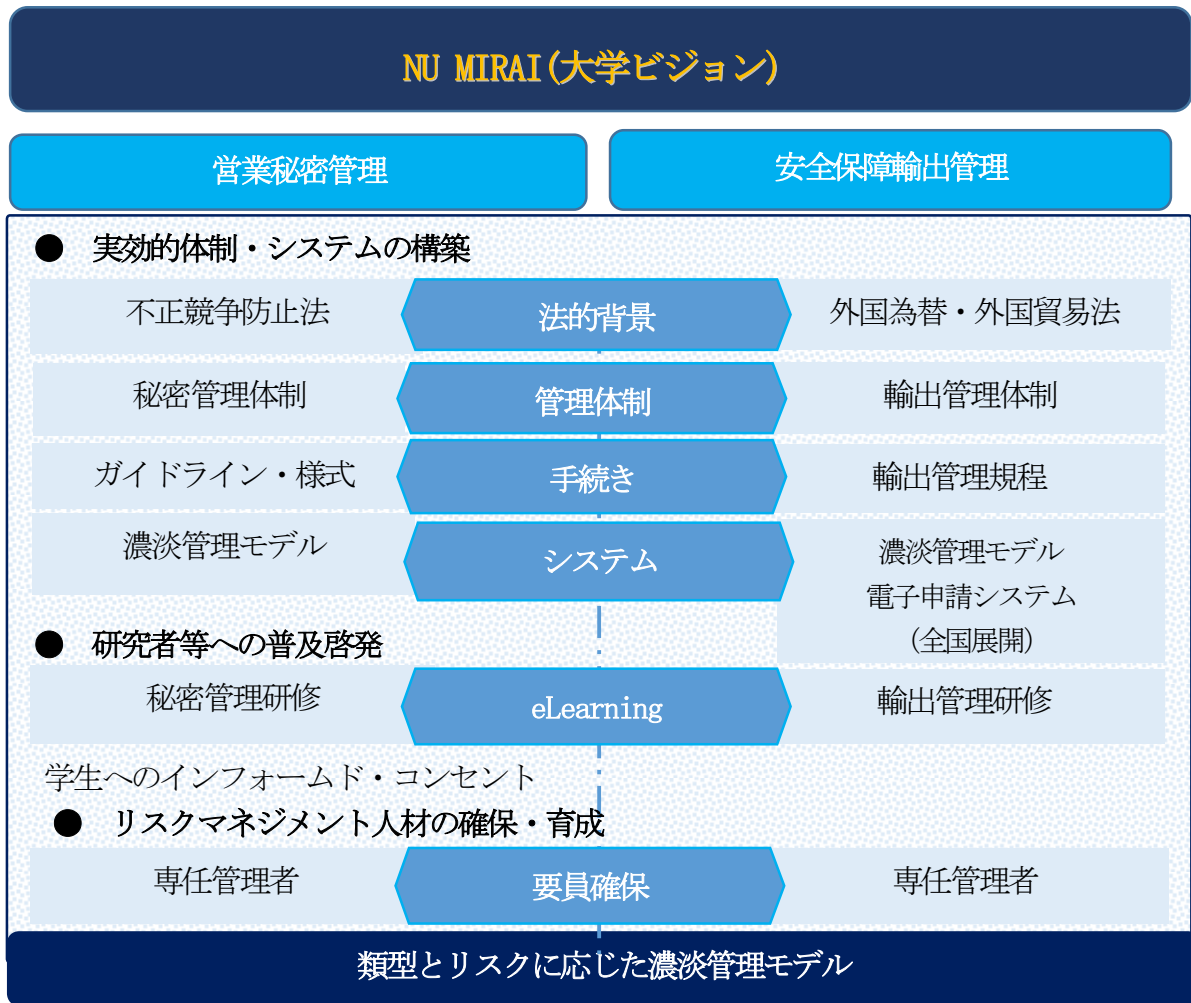 NU MIRAI(大学ビジョン)
営業秘密管理
安全保障輸出管理
● 実効的体制・システムの構築
不正競争防止法
法的背景
外国為替・外国貿易法
秘密管理体制
管理体制
輸出管理体制
ガイドライン・様式
手続き
輸出管理規程
濃淡管理モデル
システム
濃淡管理モデル
電子申請システム
(全国展開)
● 研究者等への普及啓発
秘密管理研修
eLearning
輸出管理研修
学生へのインフォームド・コンセント
● リスクマネジメント人材の確保・育成
専任管理者
要員確保
専任管理者
類型とリスクに応じた濃淡管理モデル